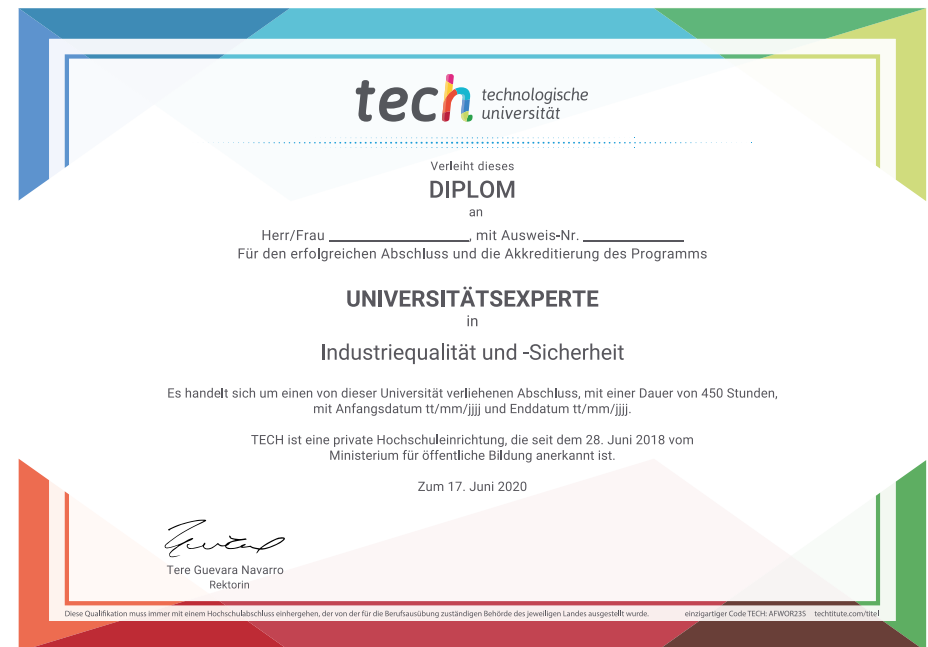 tech technologische
universität
Verleiht dieses
DIPLOM
an
Herr/Frau ____________________, mit Ausweis-Nr. ______________
Für den erfolgreichen Abschluss und die Akkreditierung des Programms
UNIVERSITÄTSEXPERTE
in
Industriequalität und -Sicherheit
Es handelt sich um einen von dieser Universität verliehenen Abschluss, mit einer Dauer von 450 Stunden,
mit Anfangsdatum tt/mm/jjjj und Enddatum tt/mm/jjjj.
TECH ist eine private Hochschuleinrichtung, die seit dem 28. Juni 2018 vom
Ministerium für öffentliche Bildung anerkannt ist.
Zum 17. Juni 2020
Tere Guevara Navarro
Rektorin
Diese Qualifikation muss immer mit einem Hochschulabschluss einhergehen, der von der für die Berufsausübung zuständigen Behörde des jeweiligen Landes ausgestellt wurde. einzigartiger Code TECH: AFWOR23S techtitute.com/titel